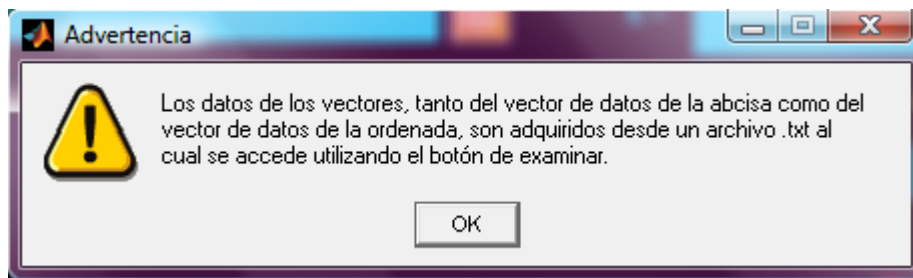 Advertencia
Los datos de los vectores, tanto del vector de datos de la abcisa como del
vector de datos de la ordenada, son adquiridos desde un archivo .txt al
cual se accede utilizando el botón de examinar.
OK